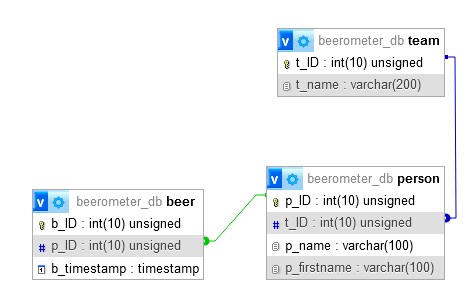 v beerometer_db team
t_ID : int(10) unsigned
t_name : varchar(200)
v beerometer_db person
p_ID : int(10) unsigned
# t_ID : int(10) unsigned
p_name : varchar(100)
p_firstname : varchar(100)
v beerometer_db beer
b_ID : int(10) unsigned
# p_ID : int(10) unsigned
b_timestamp : timestamp